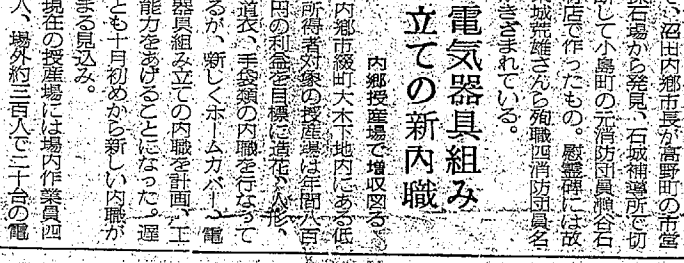 、沼田内郷市長が高野町の市営
石場から発見、石城補導所で切
断して小島町の元消防団員熊谷石
材店で作ったもの。慰霊碑には故
城荒雄さんら殉職四消防団員名
きざまれている。
電気器具組み
立ての新内職
内郷授産場で増収図る
内郷市綴町大木下地内にある低
所得者対象の授産場は年間八百
円の利益を目標に造花、人形、
道衣、手袋類の内職を行なって
るが、新しくホームカバー、電
器具組み立ての内職を計画、工
能力をあげることになった。遅
とも十月初めから新しい内職が
まる見込み。
現在の授産場には場内作業員四
人、場外約三百人で二十台の電